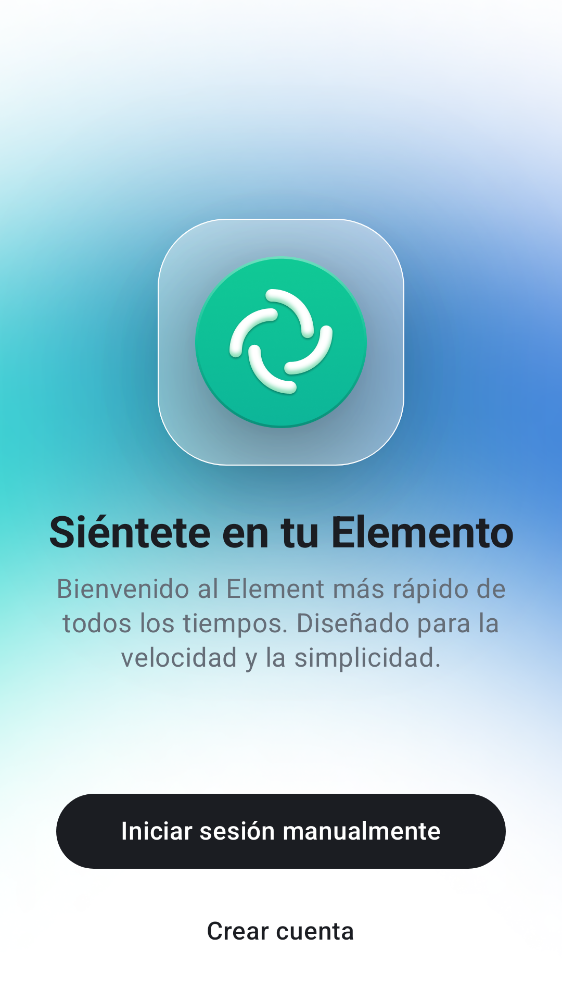 Siéntete en tu Elemento
Bienvenido al Element más rápido de
todos los tiempos. Diseñado para la
velocidad y la simplicidad.
Iniciar sesión manualmente
Crear cuenta